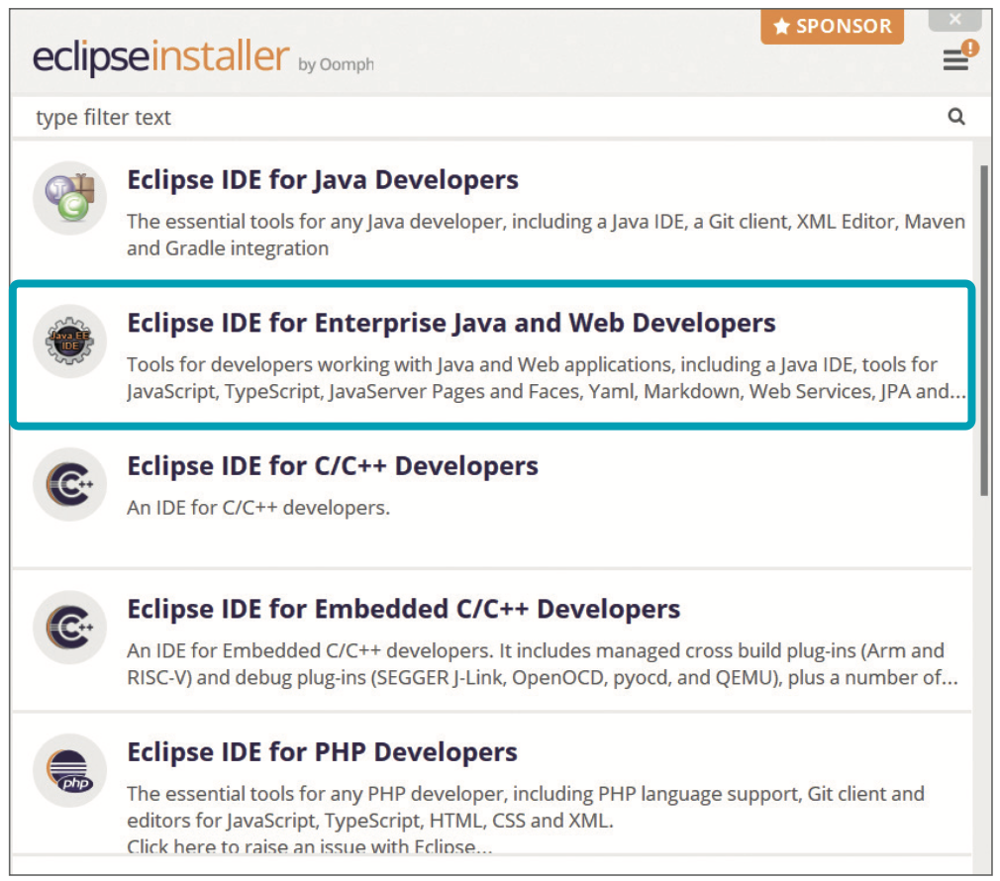 SPONSOR
eclipseinstaller by Oomph
type filter text
Eclipse IDE for Java Developers
The essential tools for any Java developer, including a Java IDE, a Git client, XML Editor, Maven
and Gradle integration
Java EE
IDE
Eclipse IDE for Enterprise Java and Web Developers
Tools for developers working with Java and Web applications, including a Java IDE, tools for
JavaScript, TypeScript, JavaServer Pages and Faces, Yaml, Markdown, Web Services, JPA and...
C++
Eclipse IDE for C/C++ Developers
An IDE for C/C++ developers.
C++
Eclipse IDE for Embedded C/C++ Developers
An IDE for Embedded C/C++ developers. It includes managed cross build plug-ins (Arm and
RISC-V) and debug plug-ins (SEGGER J-Link, OpenOCD, pyocd, and QEMU), plus a number of...
php
Eclipse IDE for PHP Developers
The essential tools for any PHP developer, including PHP language support, Git client and
editors for JavaScript, TypeScript, HTML, CSS and XML.
Click here to raise an issue with Eclipse...